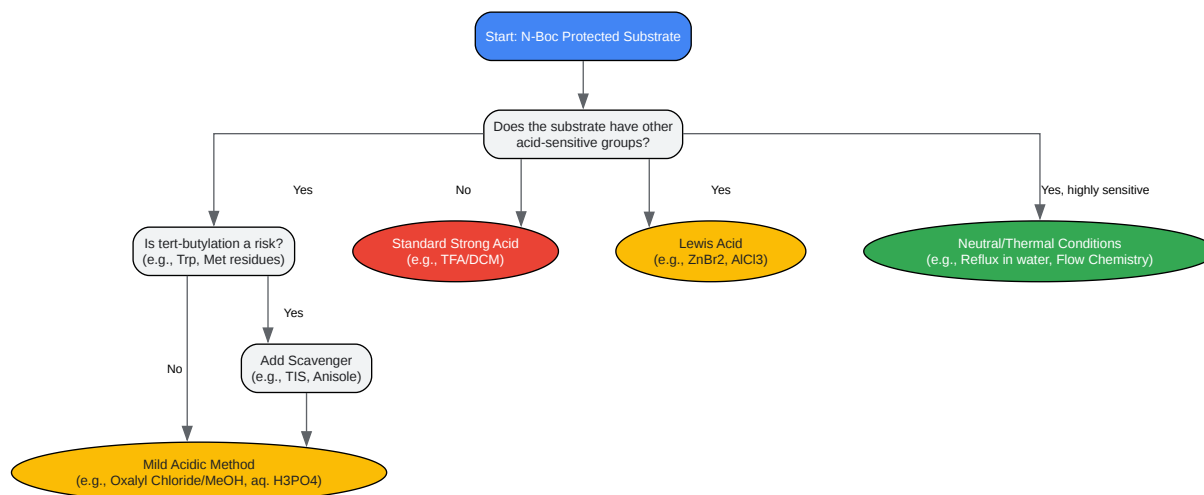 Start: N-Boc Protected Substrate
Does the substrate have other
acid-sensitive groups?
Yes
No
Yes
Yes, highly sensitive
Is tert-butylation a risk?
(e.g., Trp, Met residues)
Standard Strong Acid
(e.g., TFA/DCM)
Lewis Acid
(e.g., ZnBr2, AlCl3)
Neutral/Thermal Conditions
(e.g., Reflux in water, Flow Chemistry)
Yes
No
Add Scavenger
(e.g., TIS, Anisole)
Mild Acidic Method
(e.g., Oxalyl Chloride/MeOH, aq. H3PO4)